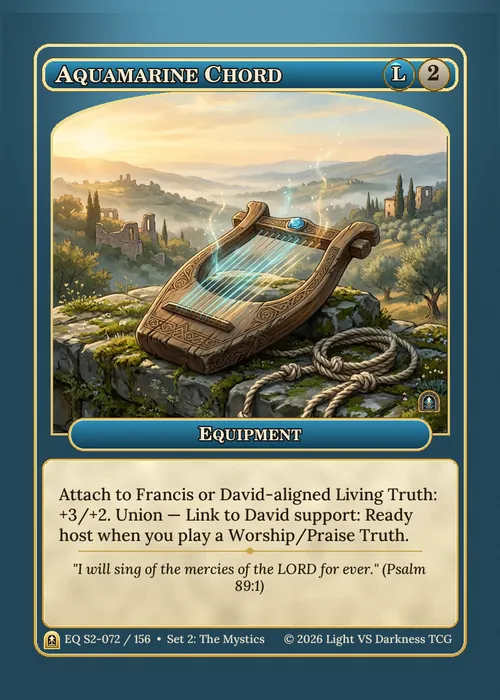 Aquamarine Chord
L 2
Equipment
Attach to Francis or David-aligned Living Truth:
+3/+2. Union — Link to David support: Ready
host when you play a Worship/Praise Truth.
"I will sing of the mercies of the LORD for ever." (Psalm
89:1)
EQ S2-072 / 156 • Set 2: The Mystics © 2026 Light VS Darkness TCG